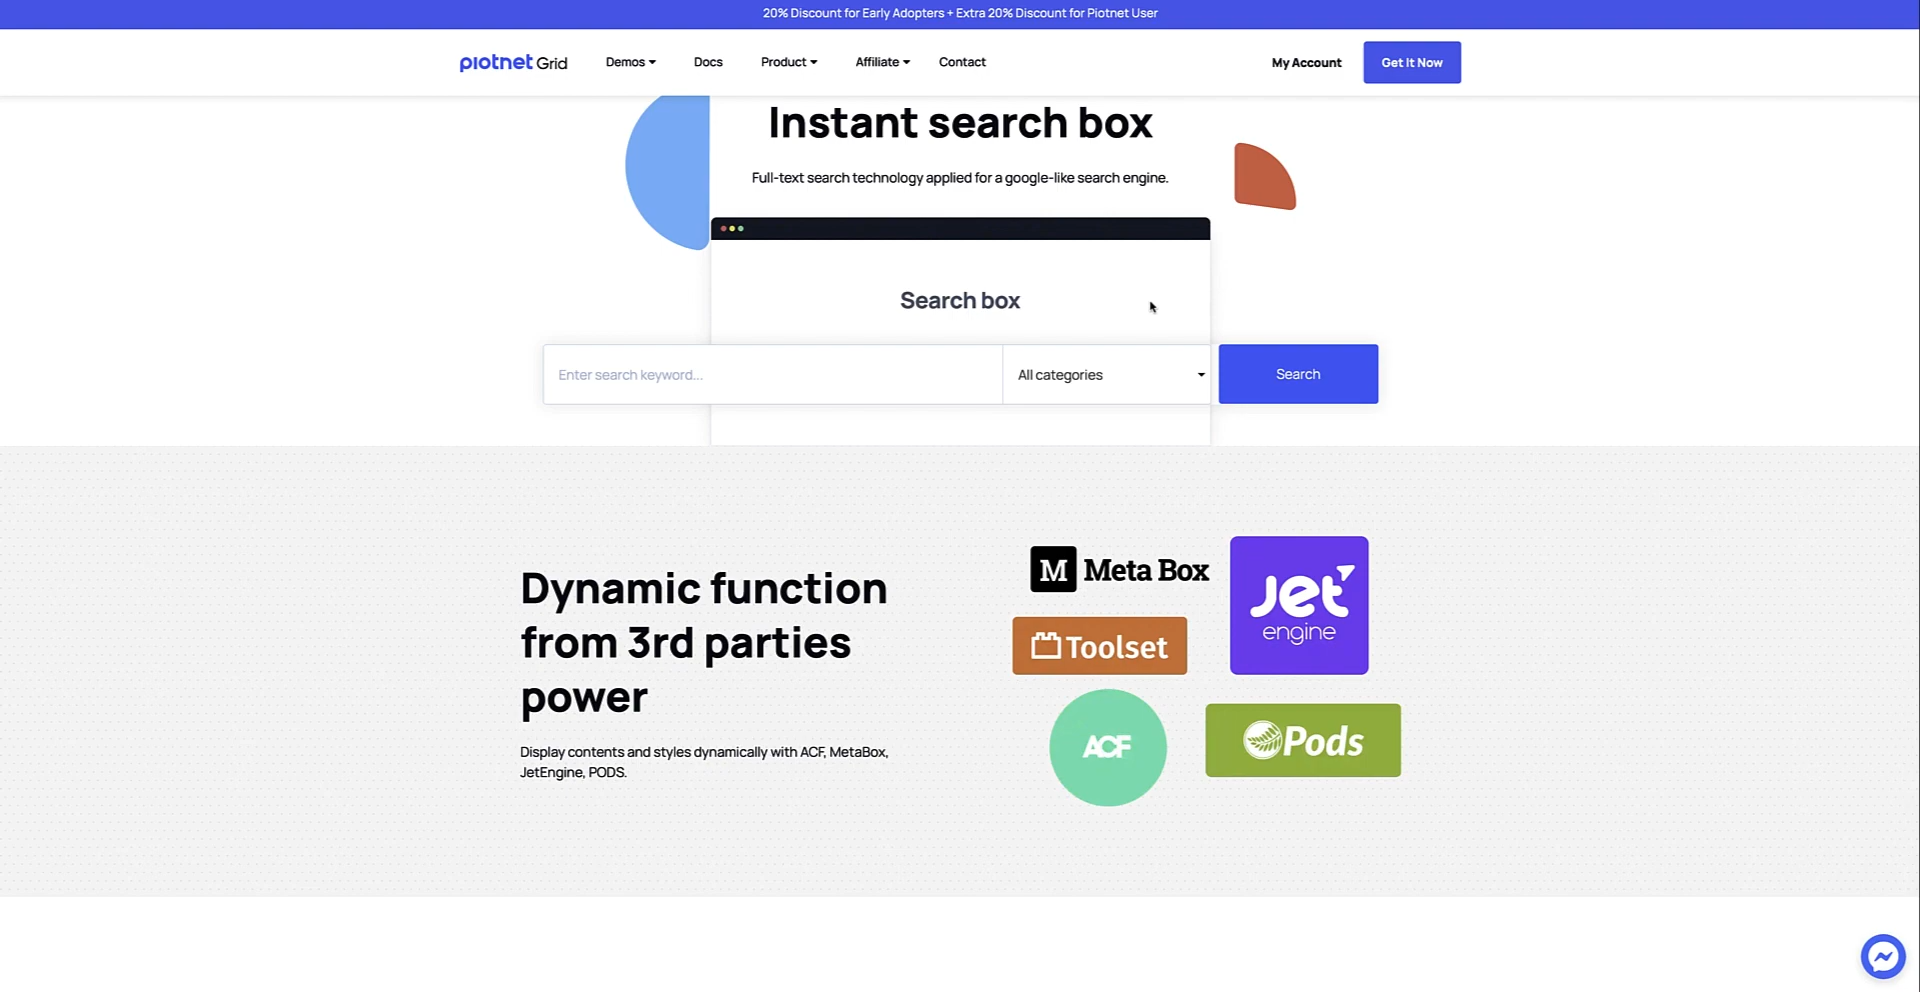 20% Discount for Early Adopters + Extra 20% Discount for Piotnet User
piotnet Grid
Demos
Docs
Product
Affiliate
Contact
My Account
Get It Now
Instant search box
Full-text search technology applied for a google-like search engine.
Search box
Enter search keyword...
All categories
Search
Dynamic function
from 3rd parties
power
Display contents and styles dynamically with ACF, MetaBox,
JetEngine, PODS.
M Meta Box
Jet
engine
Toolset
ACF
Pods